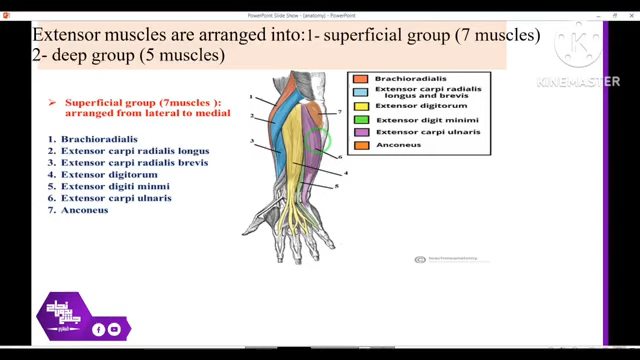 PowerPoint Slide Show - [anatomy] - PowerPoint
Extensor muscles are arranged into:1- superficial group (7 muscles)
2- deep group (5 muscles)
KINEMASTER
➢ Superficial group (7muscles ):
arranged from lateral to medial
1. Brachioradialis
2. Extensor carpi radialis longus
3. Extensor carpi radialis brevis
4. Extensor digitorum
5. Extensor digiti minmi
6. Extensor carpi ulnaris
7. Anconeus
1
2
3
7
6
4
5
Brachioradialis
Extensor carpi radialis
longus and brevis
Extensor digitorum
Extensor digit minimi
Extensor carpi ulnaris
Anconeus